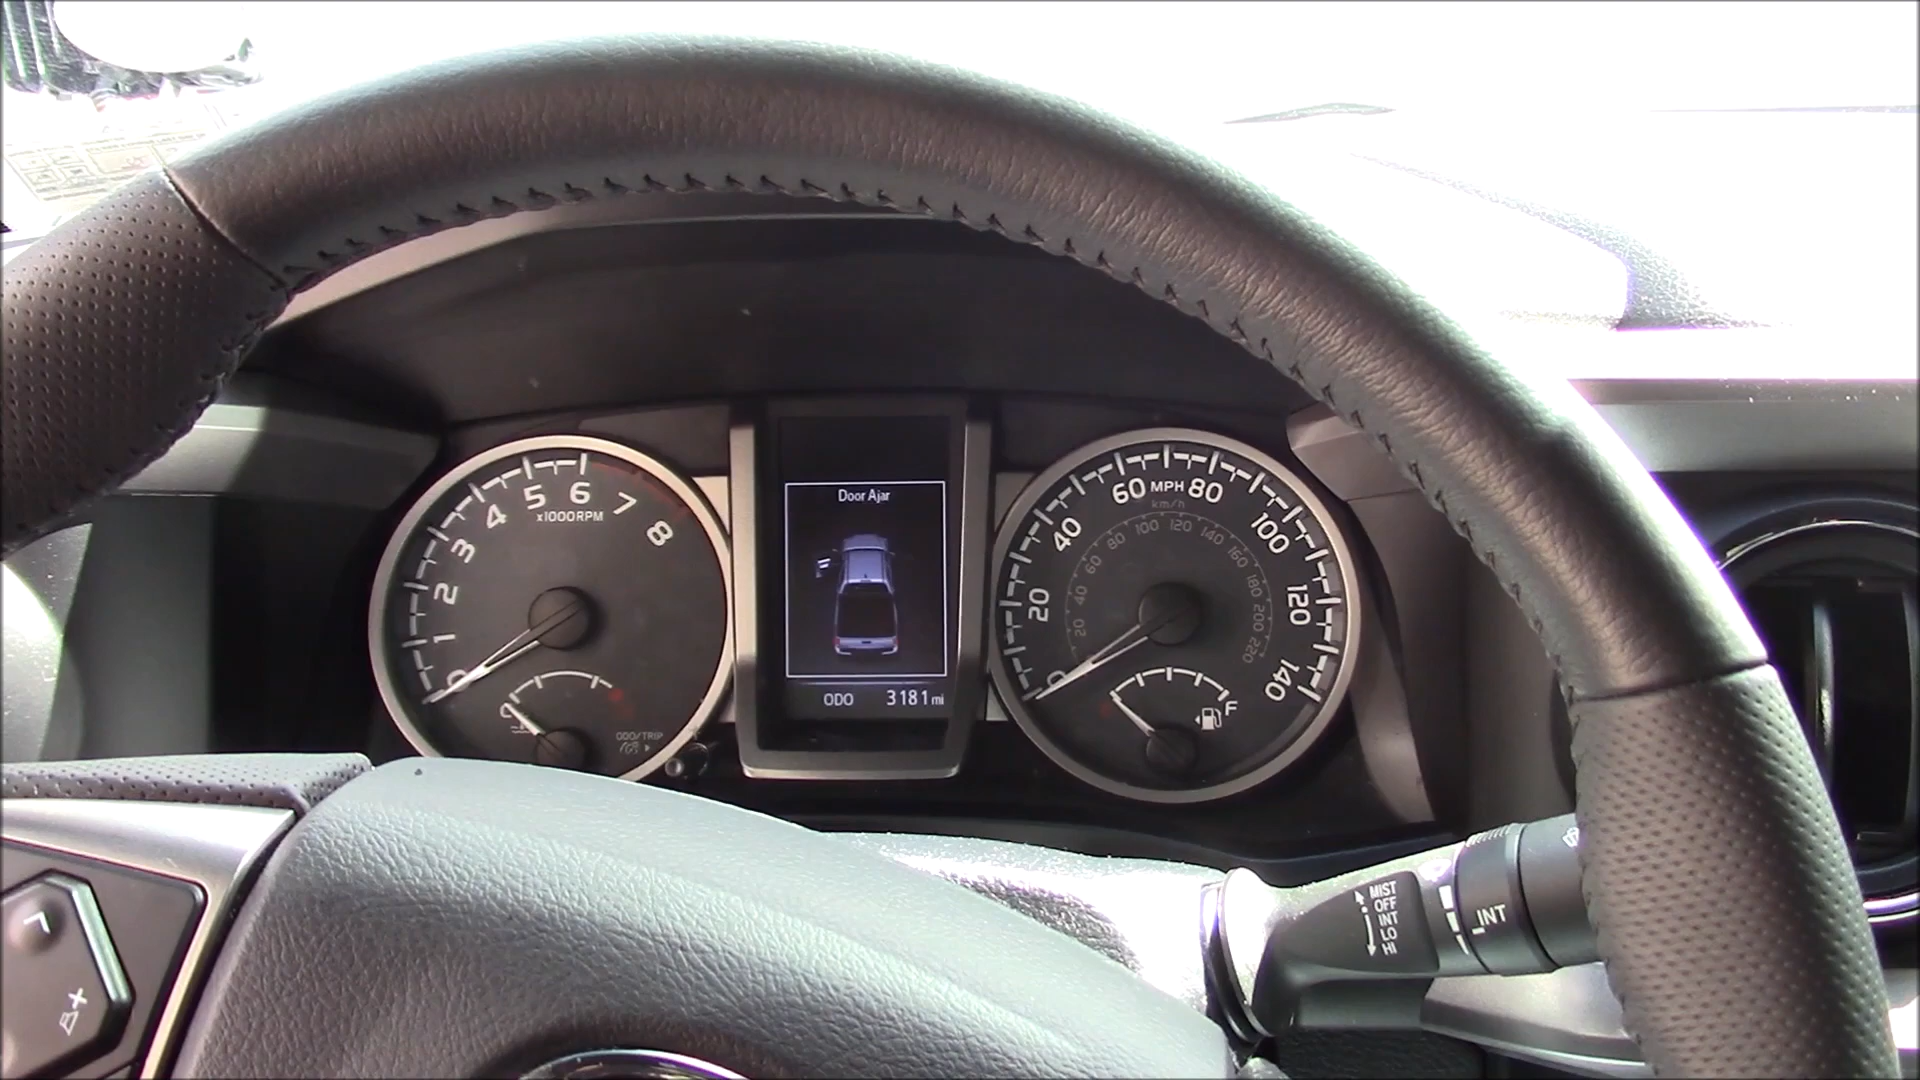 Door Ajar
ODO 3181 mi
0 1 2 3 4 5 6 7 8
x1000RPM
C
ODO/TRIP
0 20 40 60 80 100 120 140
MPH
km/h
20 40 60 80 100 120 140 160 180 200 220
F
MIST
OFF
INT
LO
HI
INT